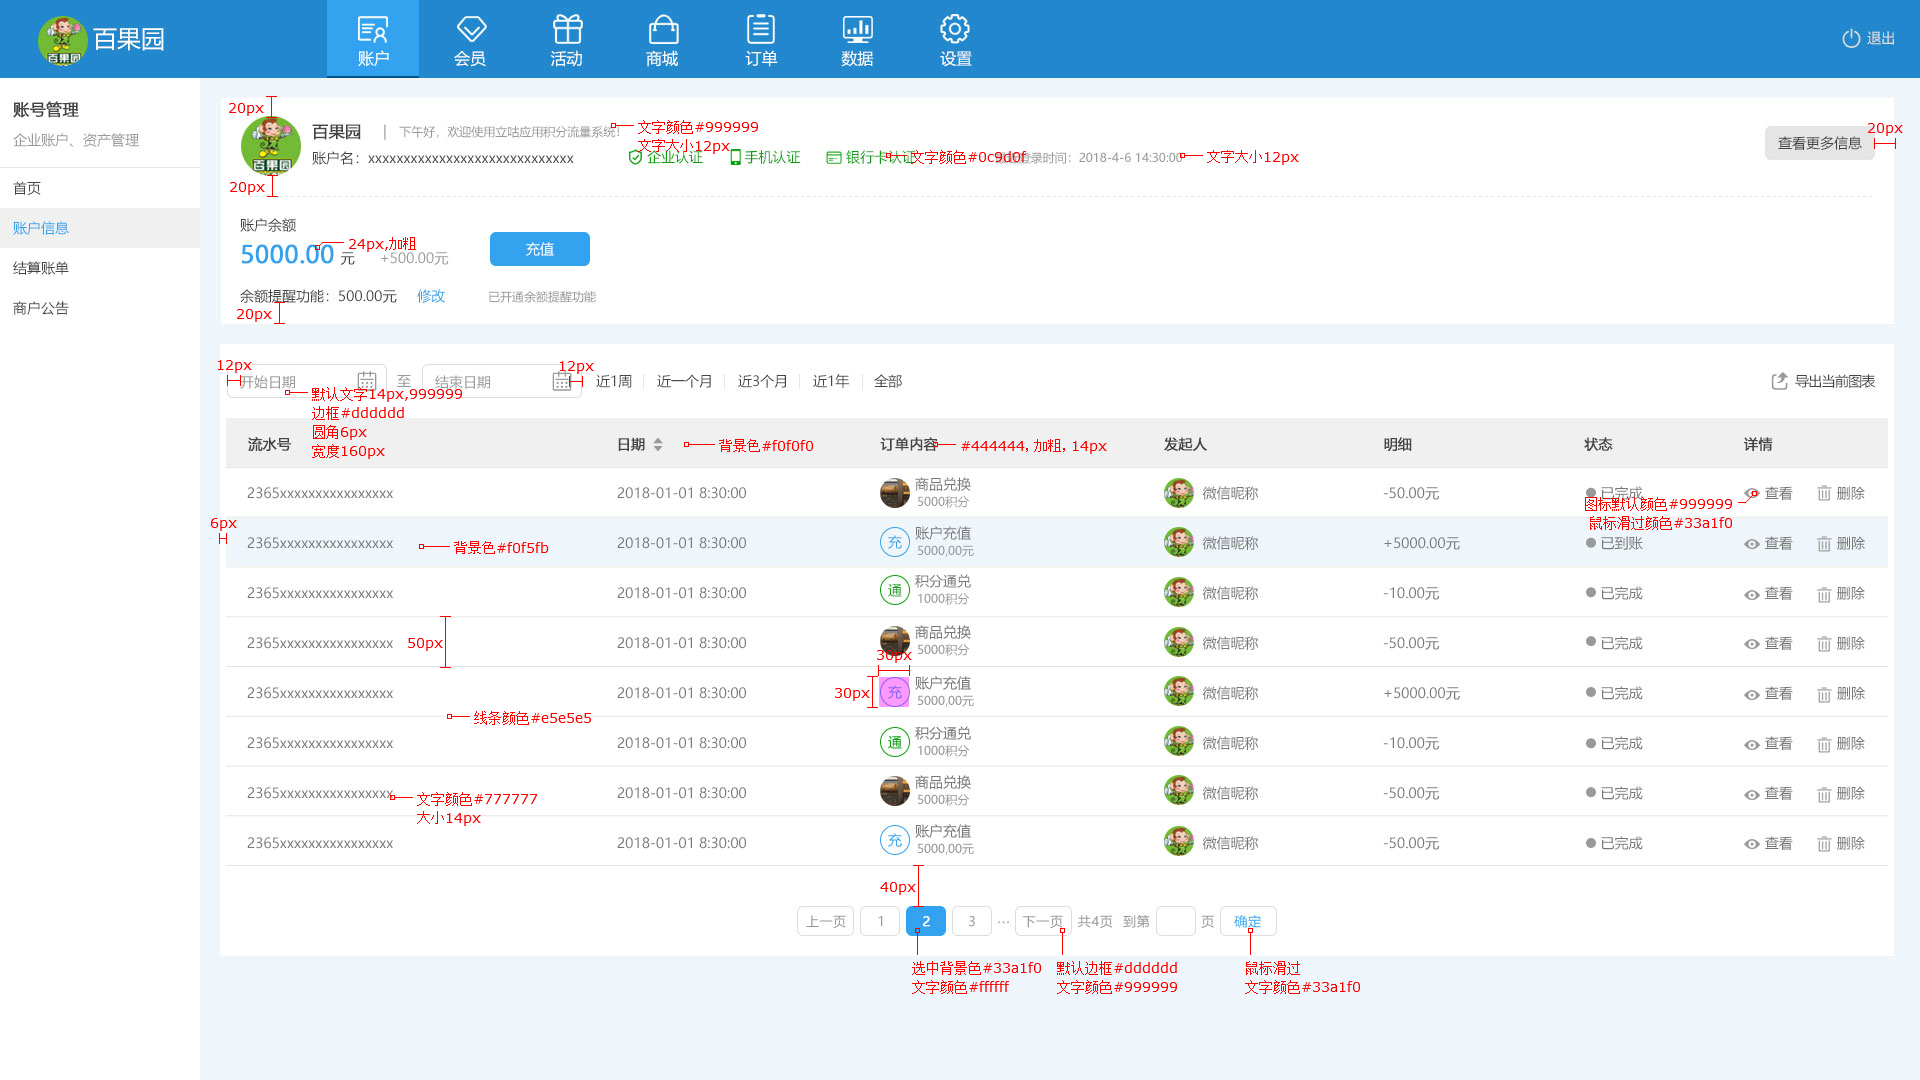 百果园
账户
会员
活动
商城
订单
数据
设置
退出
账号管理
企业账户、资产管理
首页
账户信息
结算账单
商户公告
20px
百果园 | 下午好，欢迎使用立咕应用积分流量系统!
文字颜色#999999
文字大小12px
账户名：xxxxxxxxxxxxxxxxxxxxxxxxxxxxx
企业认证
手机认证
银行卡认证
文字颜色#0c9d0f
登录时间：2018-4-6 14:30:00
文字大小12px
查看更多信息
20px
20px
账户余额
5000.00 元
24px,加粗
+500.00元
充值
余额提醒功能：500.00元 修改 已开通余额提醒功能
20px
12px
开始日期 至 结束日期
12px
近1周 近一个月 近3个月 近1年 全部
导出当前图表
默认文字14px,999999
边框#dddddd
圆角6px
宽度160px
流水号 日期 背景色#f0f0f0 订单内容 #444444, 加粗, 14px 发起人 明细 状态 详情
2365xxxxxxxxxxxxxxxx 2018-01-01 8:30:00 商品兑换 5000积分 微信昵称 -50.00元 已完成 查看 删除
图标默认颜色#999999
鼠标滑过颜色#33a1f0
6px
2365xxxxxxxxxxxxxxxx 背景色#f0f5fb 2018-01-01 8:30:00 充 账户充值 5000,00元 微信昵称 +5000.00元 已到账 查看 删除
2365xxxxxxxxxxxxxxxx 2018-01-01 8:30:00 通 积分通兑 1000积分 微信昵称 -10.00元 已完成 查看 删除
2365xxxxxxxxxxxxxxxx 50px 2018-01-01 8:30:00 商品兑换 5000积分 微信昵称 -50.00元 已完成 查看 删除
30px
2365xxxxxxxxxxxxxxxx 2018-01-01 8:30:00 30px 充 账户充值 5000,00元 微信昵称 +5000.00元 已完成 查看 删除
线条颜色#e5e5e5
2365xxxxxxxxxxxxxxxx 2018-01-01 8:30:00 通 积分通兑 1000积分 微信昵称 -10.00元 已完成 查看 删除
2365xxxxxxxxxxxxxxxx 2018-01-01 8:30:00 商品兑换 5000积分 微信昵称 -50.00元 已完成 查看 删除
文字颜色#777777
大小14px
2365xxxxxxxxxxxxxxxx 2018-01-01 8:30:00 充 账户充值 5000,00元 微信昵称 -50.00元 已完成 查看 删除
40px
上一页 1 2 3 ··· 下一页 共4页 到第 页 确定
选中背景色#33a1f0
文字颜色#ffffff
默认边框#dddddd
文字颜色#999999
鼠标滑过
文字颜色#33a1f0